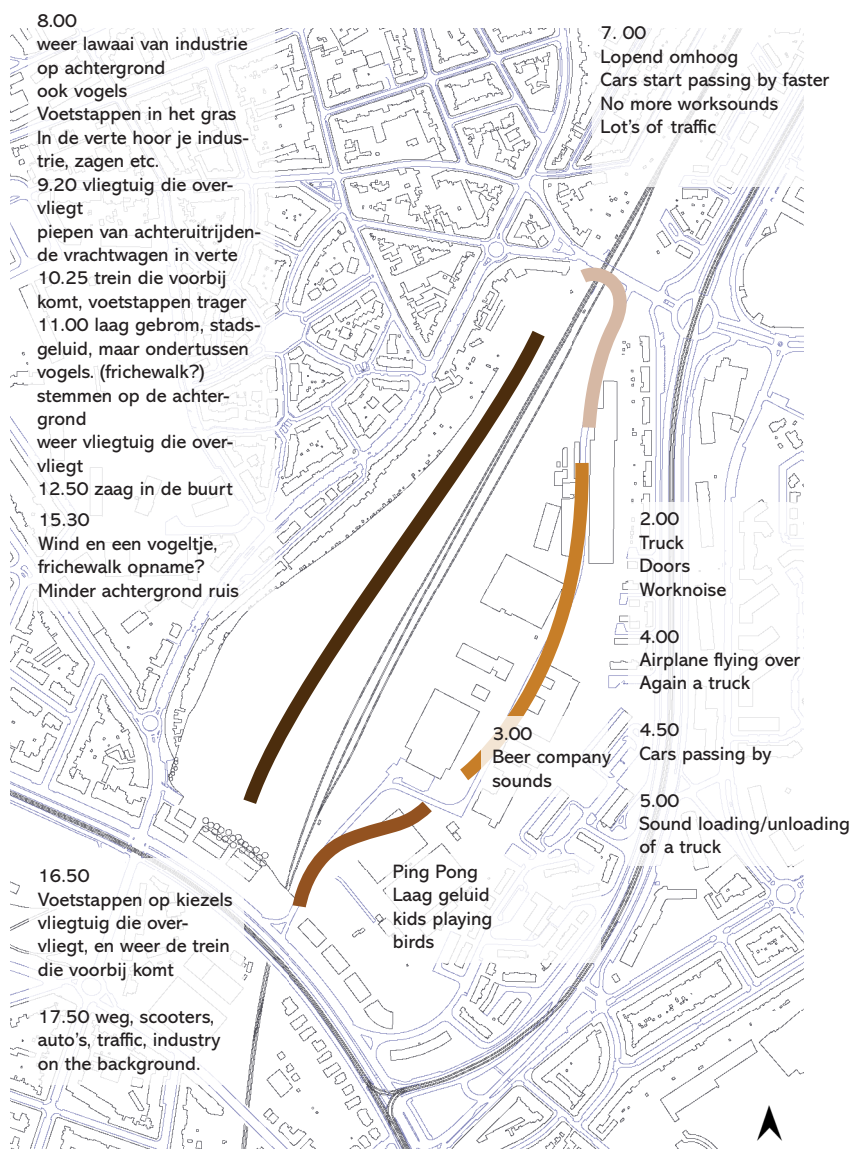 8.00
weer lawaai van industrie
op achtergrond
ook vogels
Voetstappen in het gras
In de verte hoor je indus-
trie, zagen etc.
9.20 vliegtuig die over-
vliegt
piepen van achteruitrijden-
de vrachtwagen in verte
10.25 trein die voorbij
komt, voetstappen trager
11.00 laag gebrom, stads-
geluid, maar ondertussen
vogels. (frichewalk?)
stemmen op de achter-
grond
weer vliegtuig die over-
vliegt
12.50 zaag in de buurt
15.30
Wind en een vogeltje,
frichewalk opname?
Minder achtergrond ruis
7. 00
Lopend omhoog
Cars start passing by faster
No more worksounds
Lot's of traffic
2.00
Truck
Doors
Worknoise
4.00
Airplane flying over
Again a truck
4.50
Cars passing by
5.00
Sound loading/unloading
of a truck
3.00
Beer company
sounds
Ping Pong
Laag geluid
kids playing
birds
16.50
Voetstappen op kiezels
vliegtuig die over-
vliegt, en weer de trein
die voorbij komt
17.50 weg, scooters,
auto's, traffic, industry
on the background.